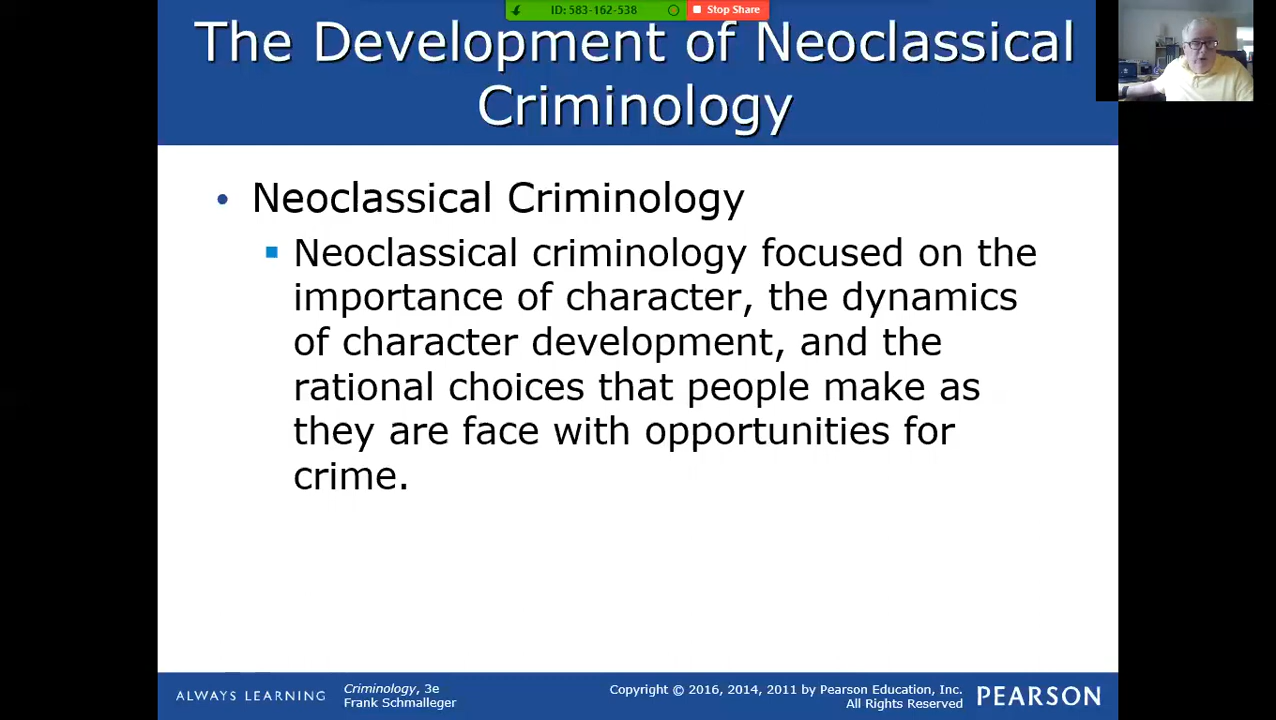 ID: 583-162-538 Stop Share
The Development of Neoclassical
Criminology
• Neoclassical Criminology
▪ Neoclassical criminology focused on the
importance of character, the dynamics
of character development, and the
rational choices that people make as
they are face with opportunities for
crime.
ALWAYS LEARNING
Criminology, 3e
Frank Schmalleger
Copyright © 2016, 2014, 2011 by Pearson Education, Inc.
All Rights Reserved
PEARSON